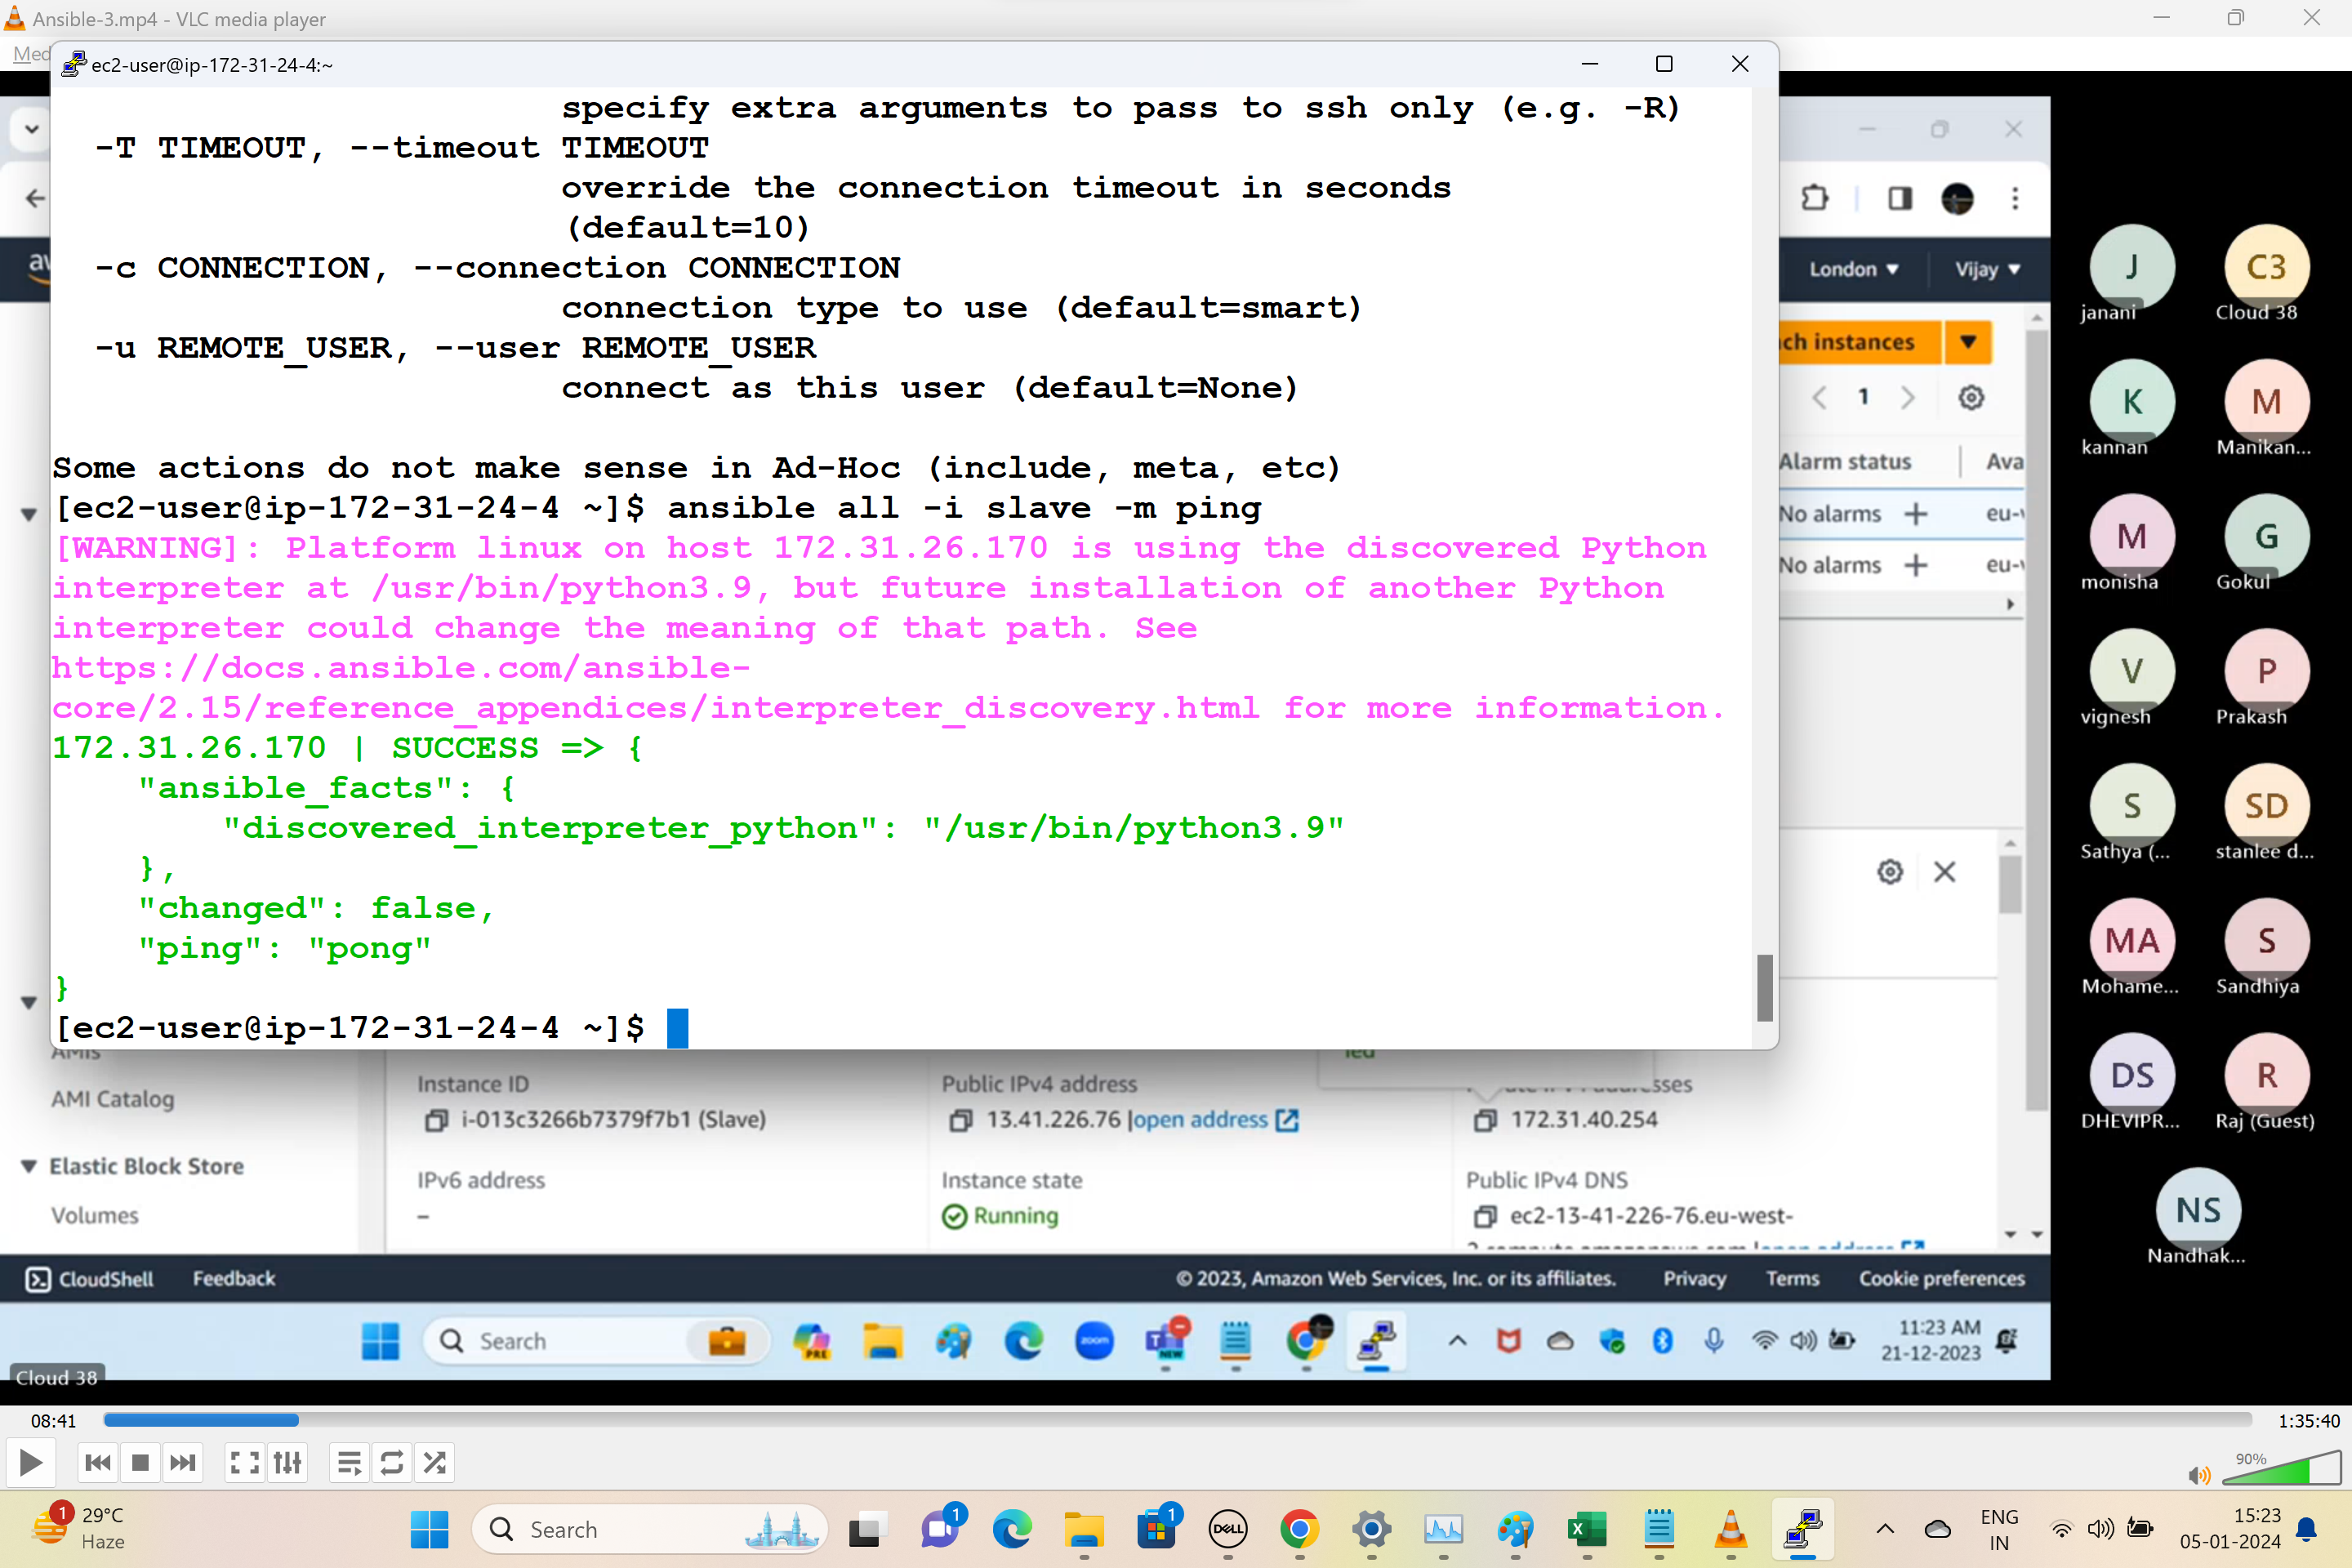 Ansible-3.mp4 - VLC media player
Med
ec2-user@ip-172-31-24-4:~
specify extra arguments to pass to ssh only (e.g. -R)
-T TIMEOUT, --timeout TIMEOUT
override the connection timeout in seconds
(default=10)
-c CONNECTION, --connection CONNECTION
connection type to use (default=smart)
-u REMOTE_USER, --user REMOTE_USER
connect as this user (default=None)
Some actions do not make sense in Ad-Hoc (include, meta, etc)
[ec2-user@ip-172-31-24-4 ~]$ ansible all -i slave -m ping
[WARNING]: Platform linux on host 172.31.26.170 is using the discovered Python
interpreter at /usr/bin/python3.9, but future installation of another Python
interpreter could change the meaning of that path. See
https://docs.ansible.com/ansible-
core/2.15/reference_appendices/interpreter_discovery.html for more information.
172.31.26.170 | SUCCESS => {
"ansible_facts": {
"discovered_interpreter_python": "/usr/bin/python3.9"
},
"changed": false,
"ping": "pong"
}
[ec2-user@ip-172-31-24-4 ~]$
London
Vijay
ch instances
1
Alarm status
Ava
No alarms +
eu-
No alarms +
eu-
AMIs
AMI Catalog
Elastic Block Store
Volumes
Instance ID
i-013c3266b7379f7b1 (Slave)
IPv6 address
–
Public IPv4 address
13.41.226.76 |open address
Instance state
Running
172.31.40.254
Public IPv4 DNS
ec2-13-41-226-76.eu-west-
CloudShell
Feedback
© 2023, Amazon Web Services, Inc. or its affiliates.
Privacy
Terms
Cookie preferences
Search
PRE
zoom
NEW
11:23 AM
21-12-2023
Cloud 38
J
janani
C3
Cloud 38
K
kannan
M
Manikan...
M
monisha
G
Gokul
V
vignesh
P
Prakash
S
Sathya (...
SD
stanlee d...
MA
Mohame...
S
Sandhiya
DS
DHEVIPR...
R
Raj (Guest)
NS
Nandhak...
08:41
1:35:40
90%
1
29°C
Haze
Search
1
1
DELL
ENG
IN
15:23
05-01-2024